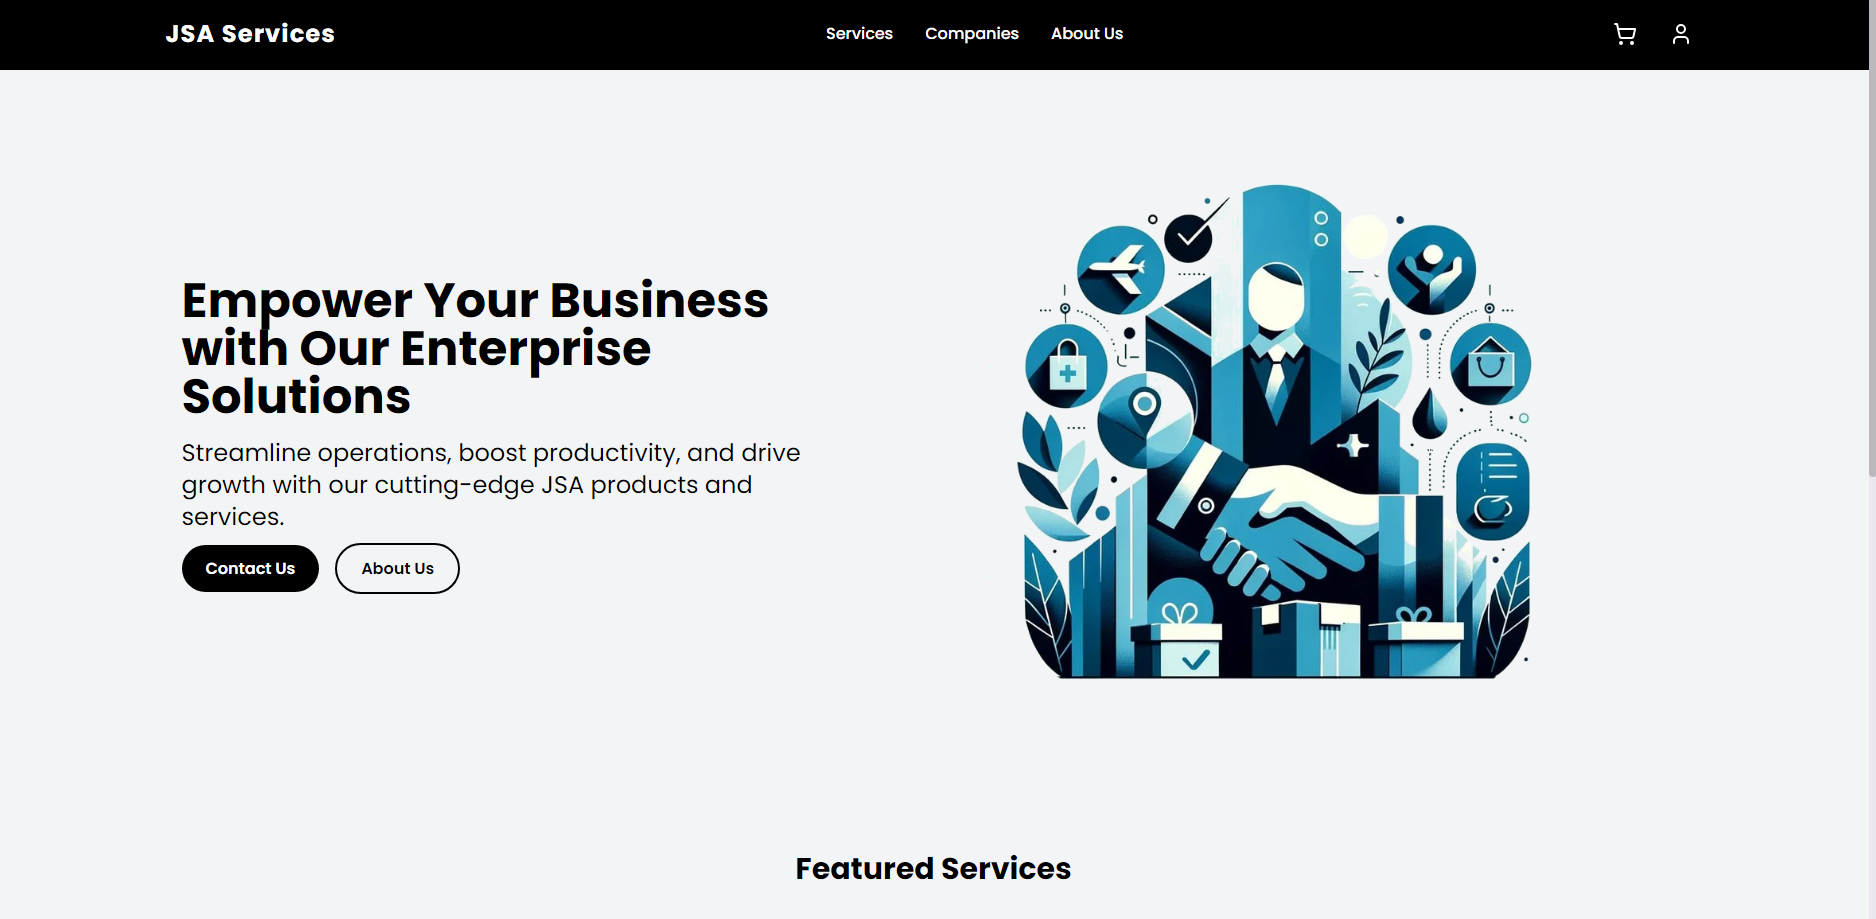 JSA Services
Services
Companies
About Us
Empower Your Business
with Our Enterprise
Solutions
Streamline operations, boost productivity, and drive
growth with our cutting-edge JSA products and
services.
Contact Us
About Us
Featured Services